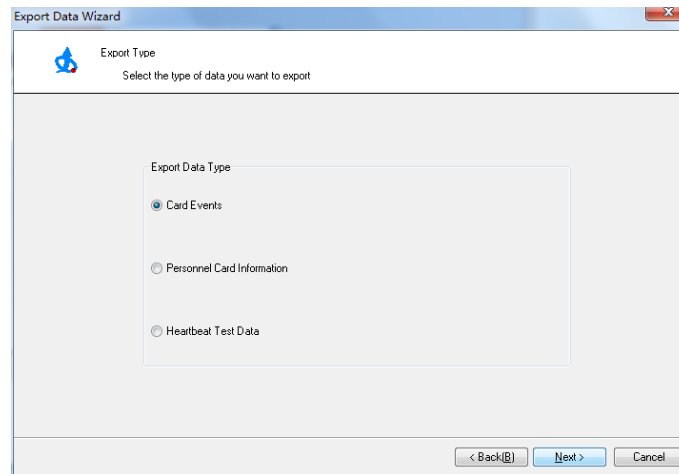 Export Data Wizard
Export Type
Select the type of data you want to export
Export Data Type
Card Events
Personnel Card Information
Heartbeat Test Data
< Back(B) Next > Cancel